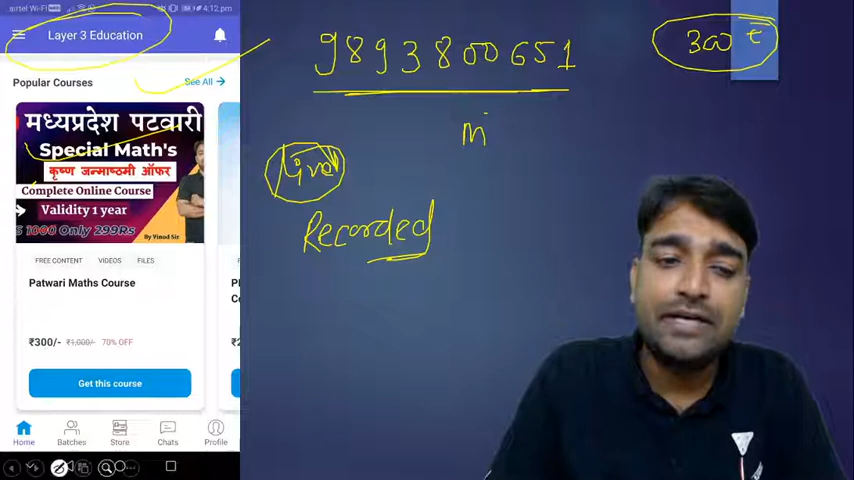 airtel Wi-Fi
4:12 pm
Layer 3 Education
Popular Courses
See All →
मध्यप्रदेश पटवारी
Special Math's
कृष्ण जन्माष्ठमी ऑफर
Complete Online Course
Validity 1 year
1000 Only 299Rs
By Vinod Sir
FREE CONTENT VIDEOS FILES
Patwari Maths Course
₹300/- ₹1,000/- 70% OFF
Get this course
Home Batches Store Chats Profile
9893800651
300 ₹
m
Live
Recorded